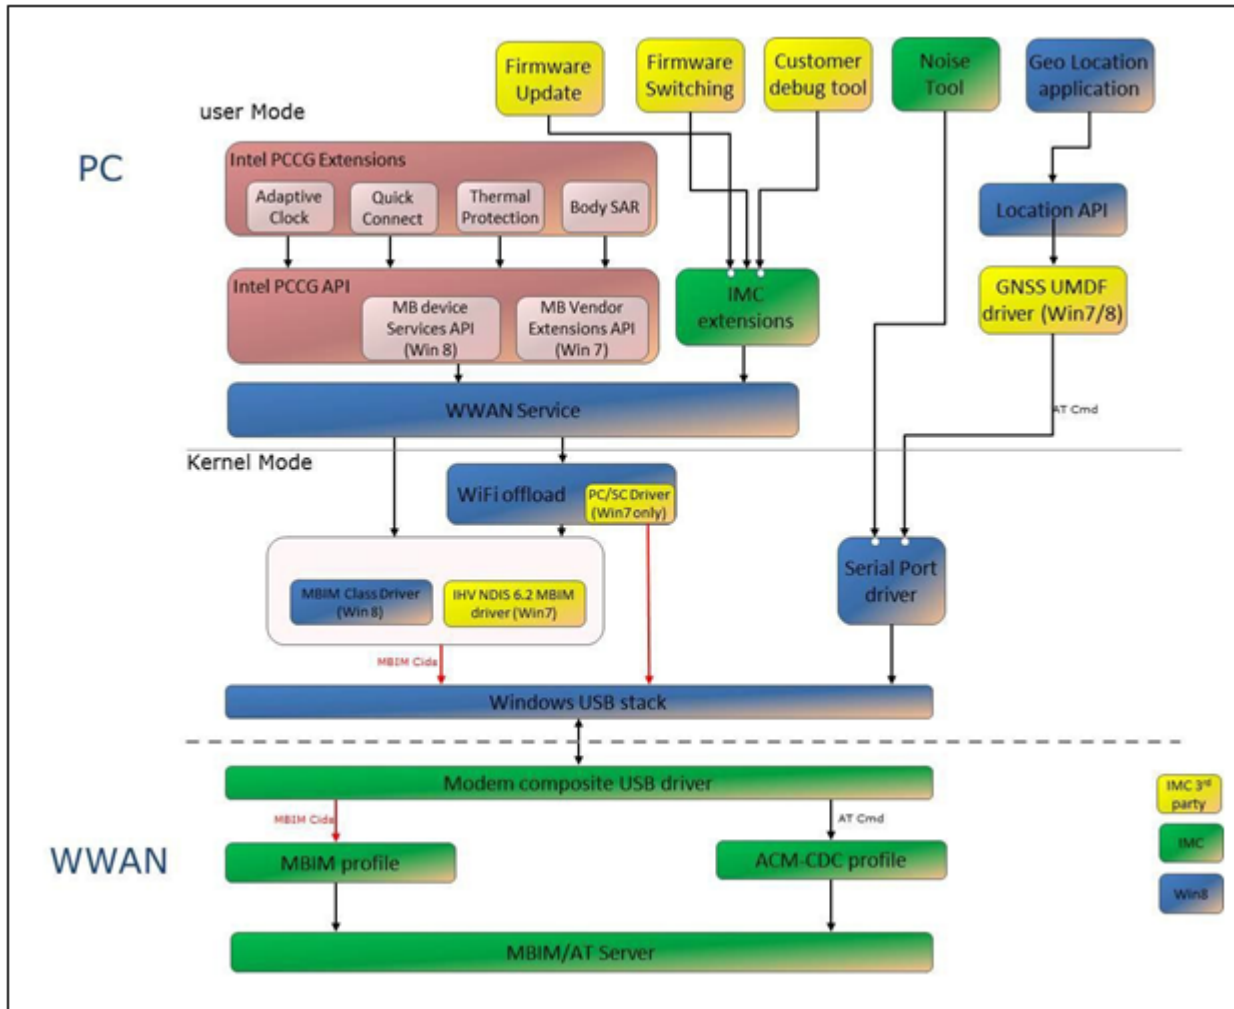 Firmware
Update
Firmware
Switching
Customer
debug tool
Noise
Tool
Geo Location
application
user Mode
PC
Intel PCCG Extensions
Adaptive
Clock
Quick
Connect
Thermal
Protection
Body SAR
Location API
Intel PCCG API
MB device
Services API
(Win 8)
MB Vendor
Extensions API
(Win 7)
IMC
extensions
GNSS UMDF
driver (Win7/8)
WWAN Service
AT Cmd
Kernel Mode
WiFi offload
PC/SC Driver
(Win7 only)
MBIM Class Driver
(Win 8)
IHV NDIS 6.2 MBIM
driver (Win7)
Serial Port
driver
MBIM Cids
Windows USB stack
Modem composite USB driver
MBIM Cids
AT Cmd
WWAN
MBIM profile
ACM-CDC profile
MBIM/AT Server
IMC 3rd
party
IMC
Win8